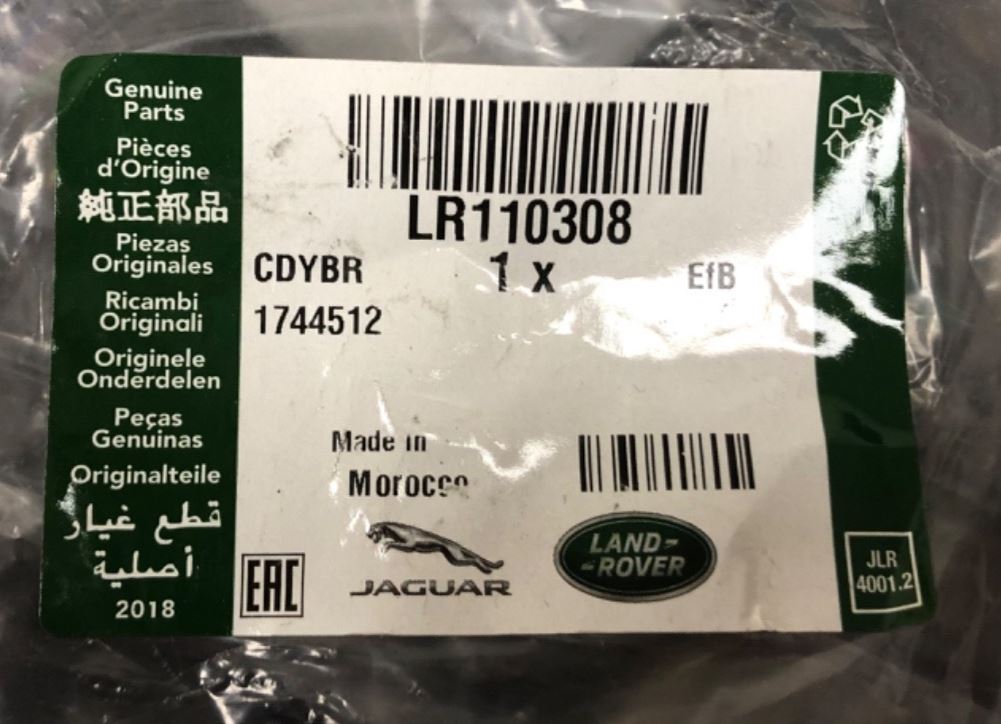 Genuine
Parts
Pièces
d'Origine
純正部品
Piezas
Originales
Ricambi
Originali
Originele
Onderdelen
Peças
Genuinas
Originalteile
قطع غيار
أصلية
2018
LR110308
CDYBR 1 x EfB
1744512
Made in
Morocco
EAC
JAGUAR
LAND-
-ROVER
JLR
4001.2